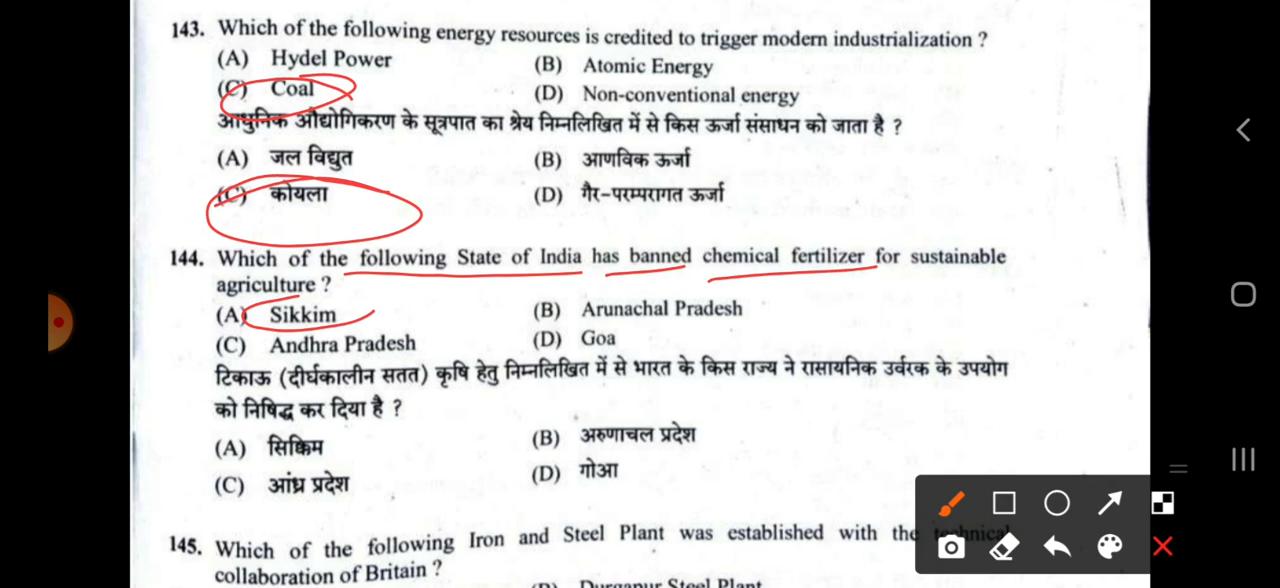 143. Which of the following energy resources is credited to trigger modern industrialization ?
(A) Hydel Power (B) Atomic Energy
(C) Coal (D) Non-conventional energy
आधुनिक औद्योगिकरण के सूत्रपात का श्रेय निम्नलिखित में से किस ऊर्जा संसाधन को जाता है ?
(A) जल विद्युत (B) आणविक ऊर्जा
(C) कोयला (D) गैर-परम्परागत ऊर्जा
144. Which of the following State of India has banned chemical fertilizer for sustainable
agriculture ?
(A) Sikkim (B) Arunachal Pradesh
(C) Andhra Pradesh (D) Goa
टिकाऊ (दीर्घकालीन सतत) कृषि हेतु निम्नलिखित में से भारत के किस राज्य ने रासायनिक उर्वरक के उपयोग
को निषिद्ध कर दिया है ?
(A) सिक्किम (B) अरुणाचल प्रदेश
(C) आंध्र प्रदेश (D) गोआ
145. Which of the following Iron and Steel Plant was established with the technical
collaboration of Britain ?
Durgapur Steel Plant